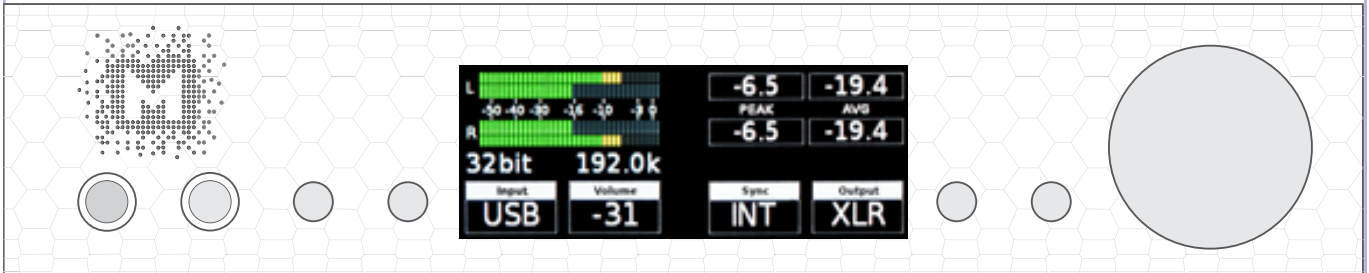 L
-50 -40 -30 -16 -10 -3 0
R
32bit 192.0k
-6.5 -19.4
PEAK AVG
-6.5 -19.4
Input Volume Sync Output
USB -31 INT XLR